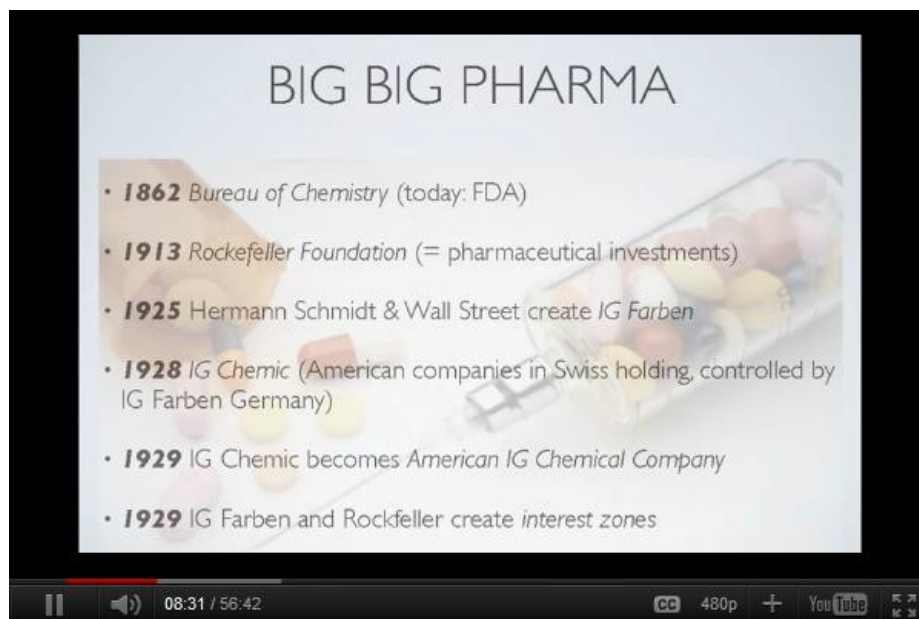 BIG BIG PHARMA
• 1862 Bureau of Chemistry (today: FDA)
• 1913 Rockefeller Foundation (= pharmaceutical investments)
• 1925 Hermann Schmidt & Wall Street create IG Farben
• 1928 IG Chemic (American companies in Swiss holding, controlled by
IG Farben Germany)
• 1929 IG Chemic becomes American IG Chemical Company
• 1929 IG Farben and Rockfeller create interest zones
08:31 / 56:42 CC 480p YouTube